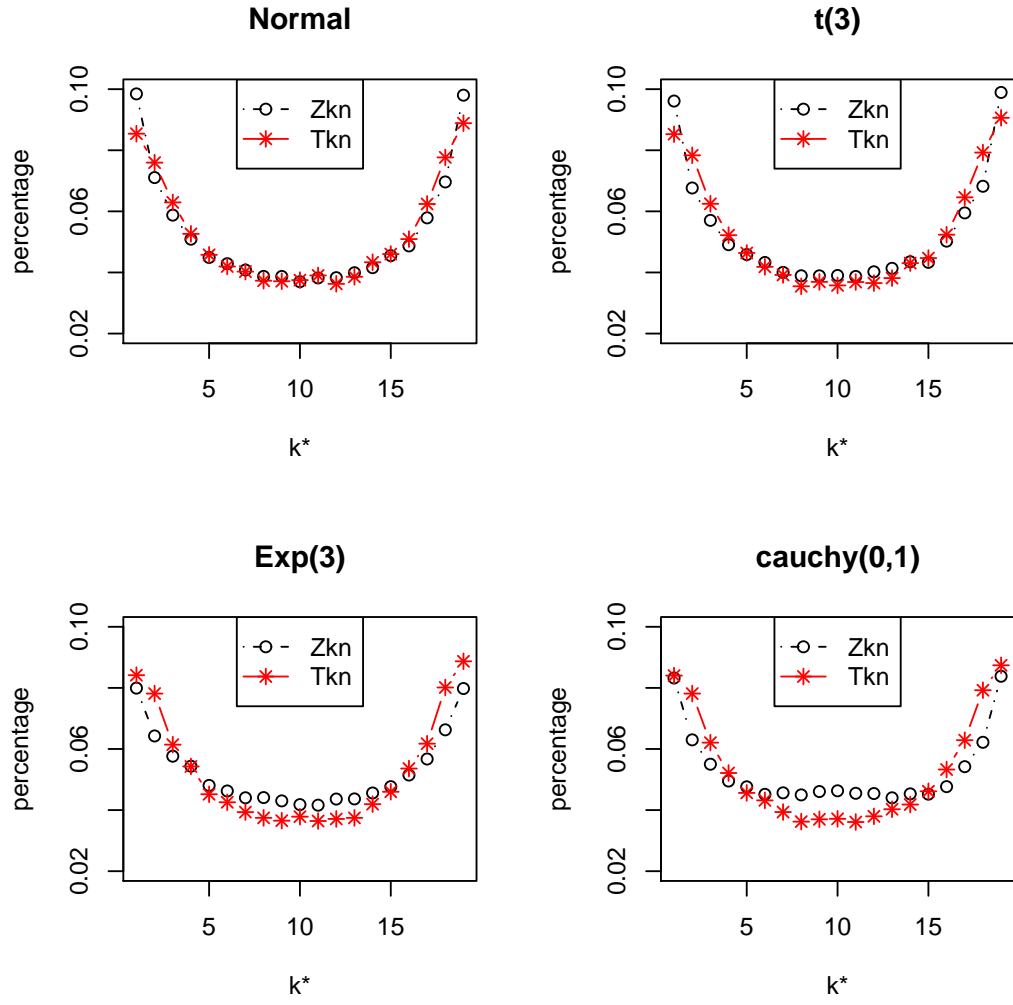 Normal
percentage
0.02
0.06
0.10
Zkn
Tkn
5
10
15
k*
t(3)
percentage
0.02
0.06
0.10
Zkn
Tkn
5
10
15
k*
Exp(3)
percentage
0.02
0.06
0.10
Zkn
Tkn
5
10
15
k*
cauchy(0,1)
percentage
0.02
0.06
0.10
Zkn
Tkn
5
10
15
k*